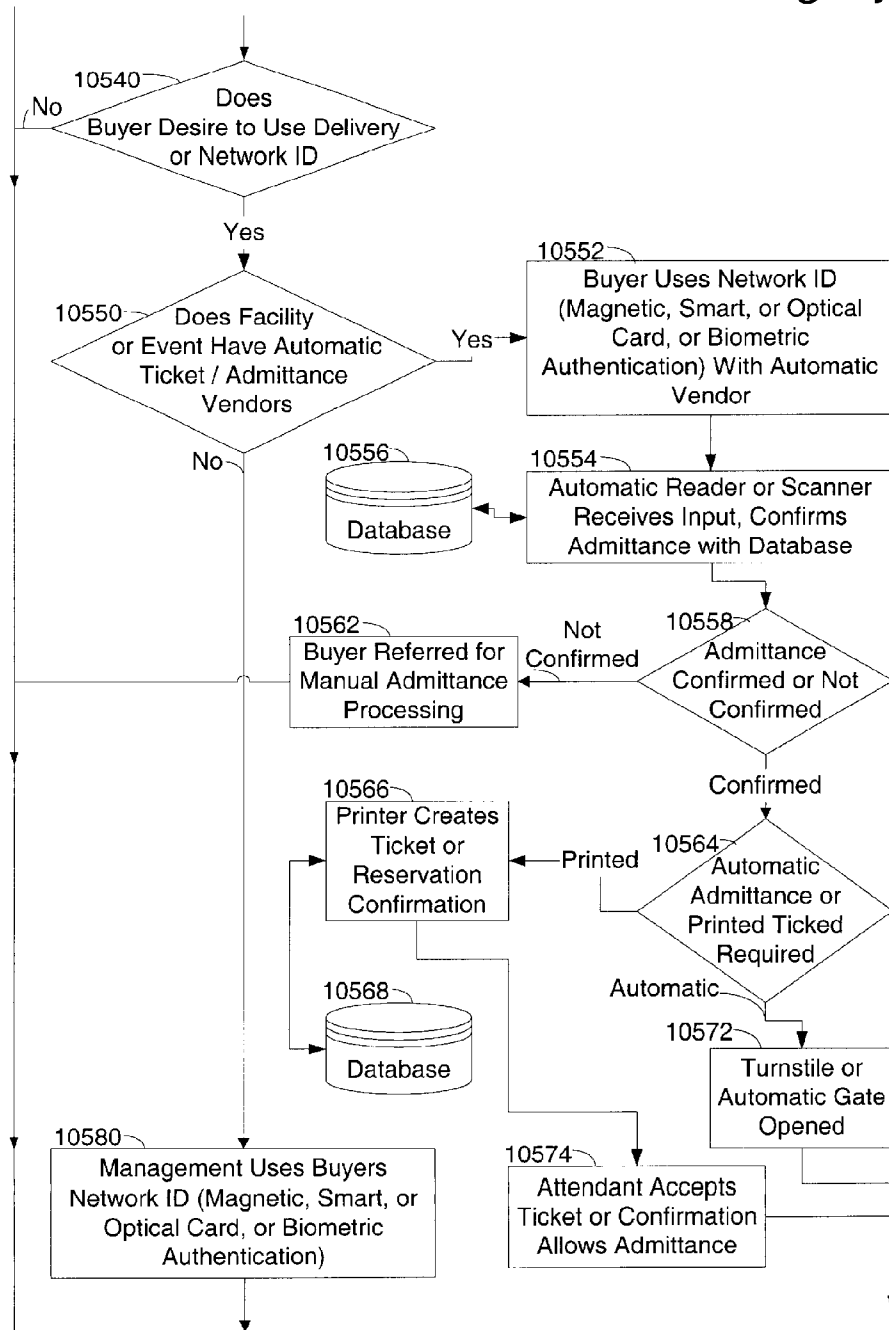 10540
No
Does
Buyer Desire to Use Delivery
or Network ID
Yes
10550
Does Facility
or Event Have Automatic
Ticket / Admittance
Vendors
Yes
10552
Buyer Uses Network ID
(Magnetic, Smart, or Optical
Card, or Biometric
Authentication) With Automatic
Vendor
No
10556
Database
10554
Automatic Reader or Scanner
Receives Input, Confirms
Admittance with Database
10562
Buyer Referred for
Manual Admittance
Processing
Not
Confirmed
10558
Admittance
Confirmed or Not
Confirmed
Confirmed
10566
Printer Creates
Ticket or
Reservation
Confirmation
Printed
10564
Automatic
Admittance or
Printed Ticked
Required
Automatic
10568
Database
10572
Turnstile or
Automatic Gate
Opened
10580
Management Uses Buyers
Network ID (Magnetic, Smart, or
Optical Card, or Biometric
Authentication)
10574
Attendant Accepts
Ticket or Confirmation
Allows Admittance